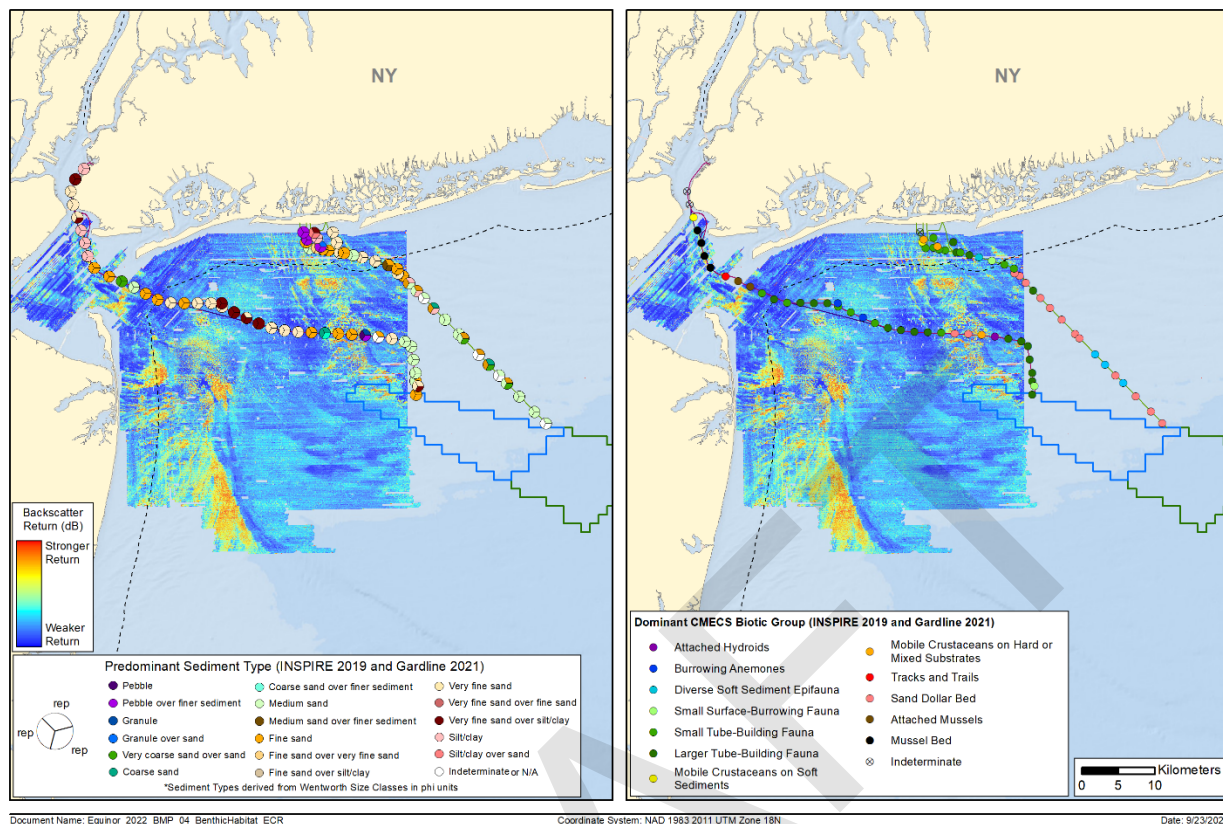 NY
Backscatter
Return (dB)
Stronger
Return
Weaker
Return
Predominant Sediment Type (INSPIRE 2019 and Gardline 2021)
rep
rep
rep
Pebble
Pebble over finer sediment
Granule
Granule over sand
Very coarse sand over sand
Coarse sand
Coarse sand over finer sediment
Medium sand
Medium sand over finer sediment
Fine sand
Fine sand over very fine sand
Fine sand over silt/clay
Very fine sand
Very fine sand over fine sand
Very fine sand over silt/clay
Silt/clay
Silt/clay over sand
Indeterminate or N/A
*Sediment Types derived from Wentworth Size Classes in phi units
NY
Dominant CMECS Biotic Group (INSPIRE 2019 and Gardline 2021)
Attached Hydroids
Burrowing Anemones
Diverse Soft Sediment Epifauna
Small Surface-Burrowing Fauna
Small Tube-Building Fauna
Larger Tube-Building Fauna
Mobile Crustaceans on Soft
Sediments
Mobile Crustaceans on Hard or
Mixed Substrates
Tracks and Trails
Sand Dollar Bed
Attached Mussels
Mussel Bed
Indeterminate
Kilometers
0 5 10
Document Name: Equinor_2022_BMP_04_BenthicHabitat_ECR
Coordinate System: NAD 1983 2011 UTM Zone 18N